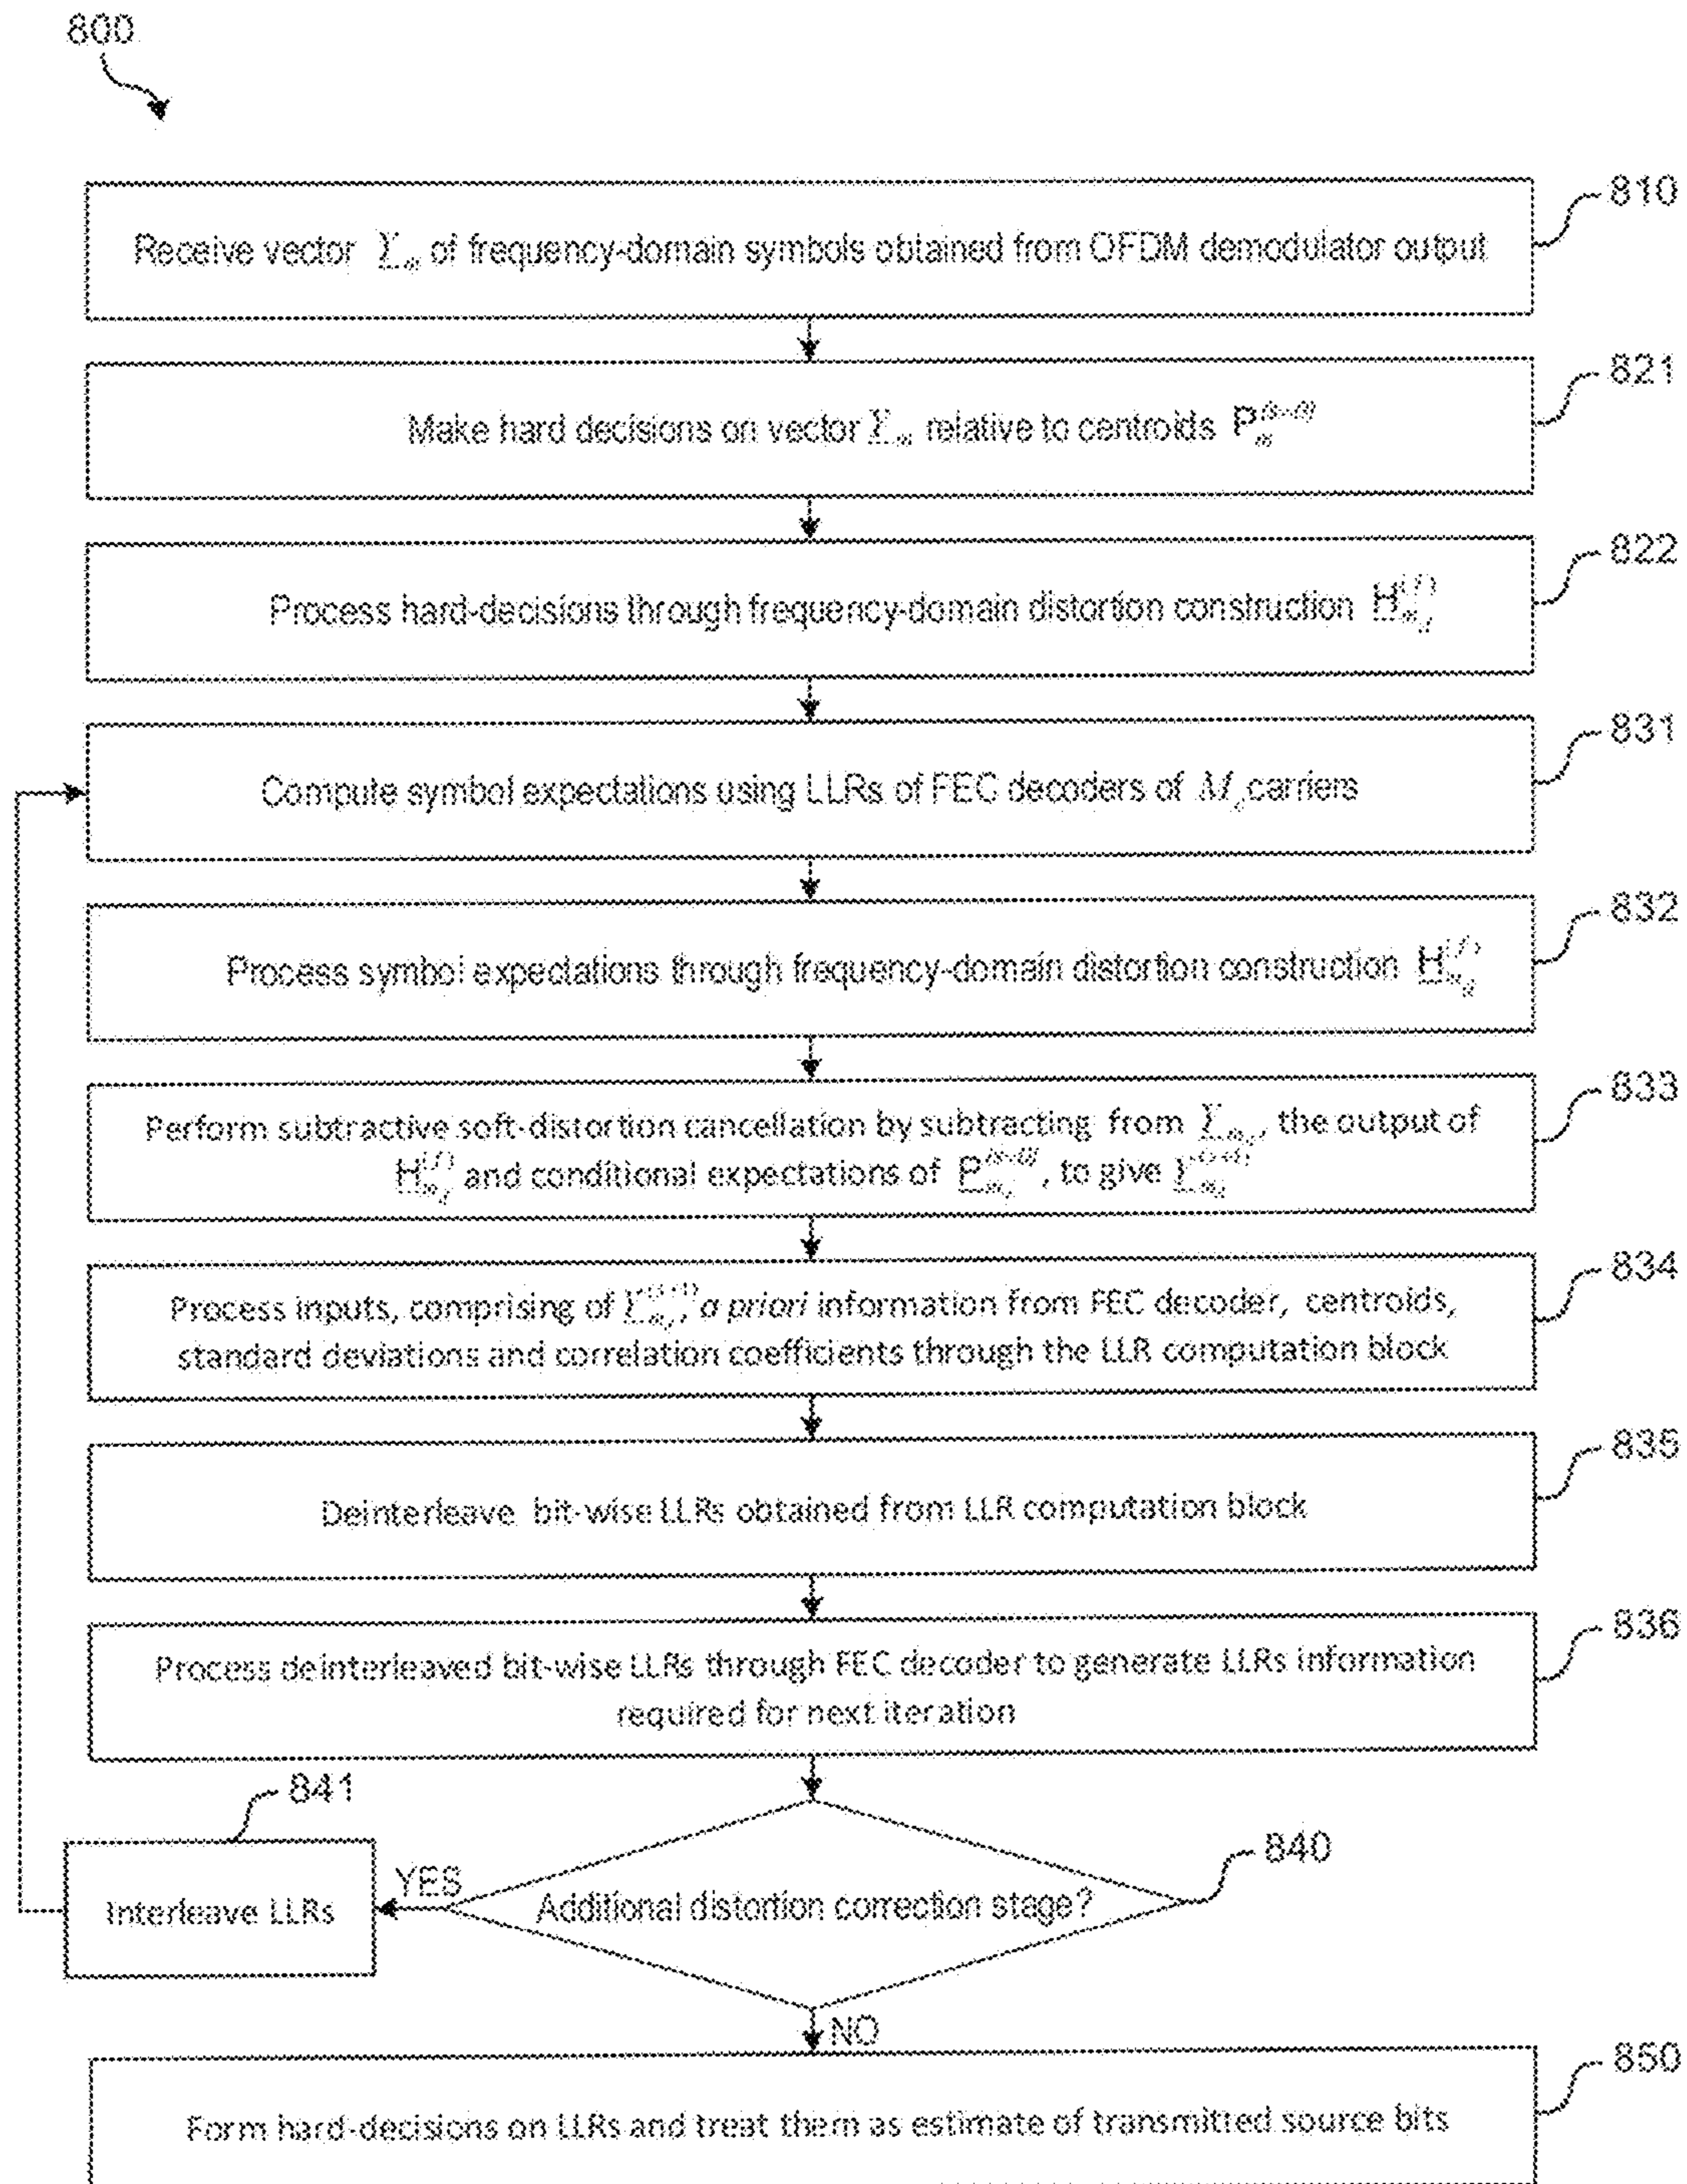 800
810
Receive vector Y of frequency-domain symbols obtained from OFDM demodulator output
821
Make hard decisions on vector Y relative to centroids P
822
Process hard-decisions through frequency-domain distortion construction H
831
Compute symbol expectations using LLRs of FEC decoders of M carriers
832
Process symbol expectations through frequency-domain distortion construction H
833
Perform subtractive soft-distortion cancellation by subtracting from Y, the output of
H and conditional expectations of P, to give Y
834
Process inputs, comprising of Y, a priori information from FEC decoder, centroids,
standard deviations and correlation coefficients through the LLR computation block
835
Deinterleave bit-wise LLRs obtained from LLR computation block
836
Process deinterleaved bit-wise LLRs through FEC decoder to generate LLRs information
required for next iteration
841
840
YES
Interleave LLRs
Additional distortion correction stage?
NO
850
Form hard-decisions on LLRs and treat them as estimate of transmitted source bits